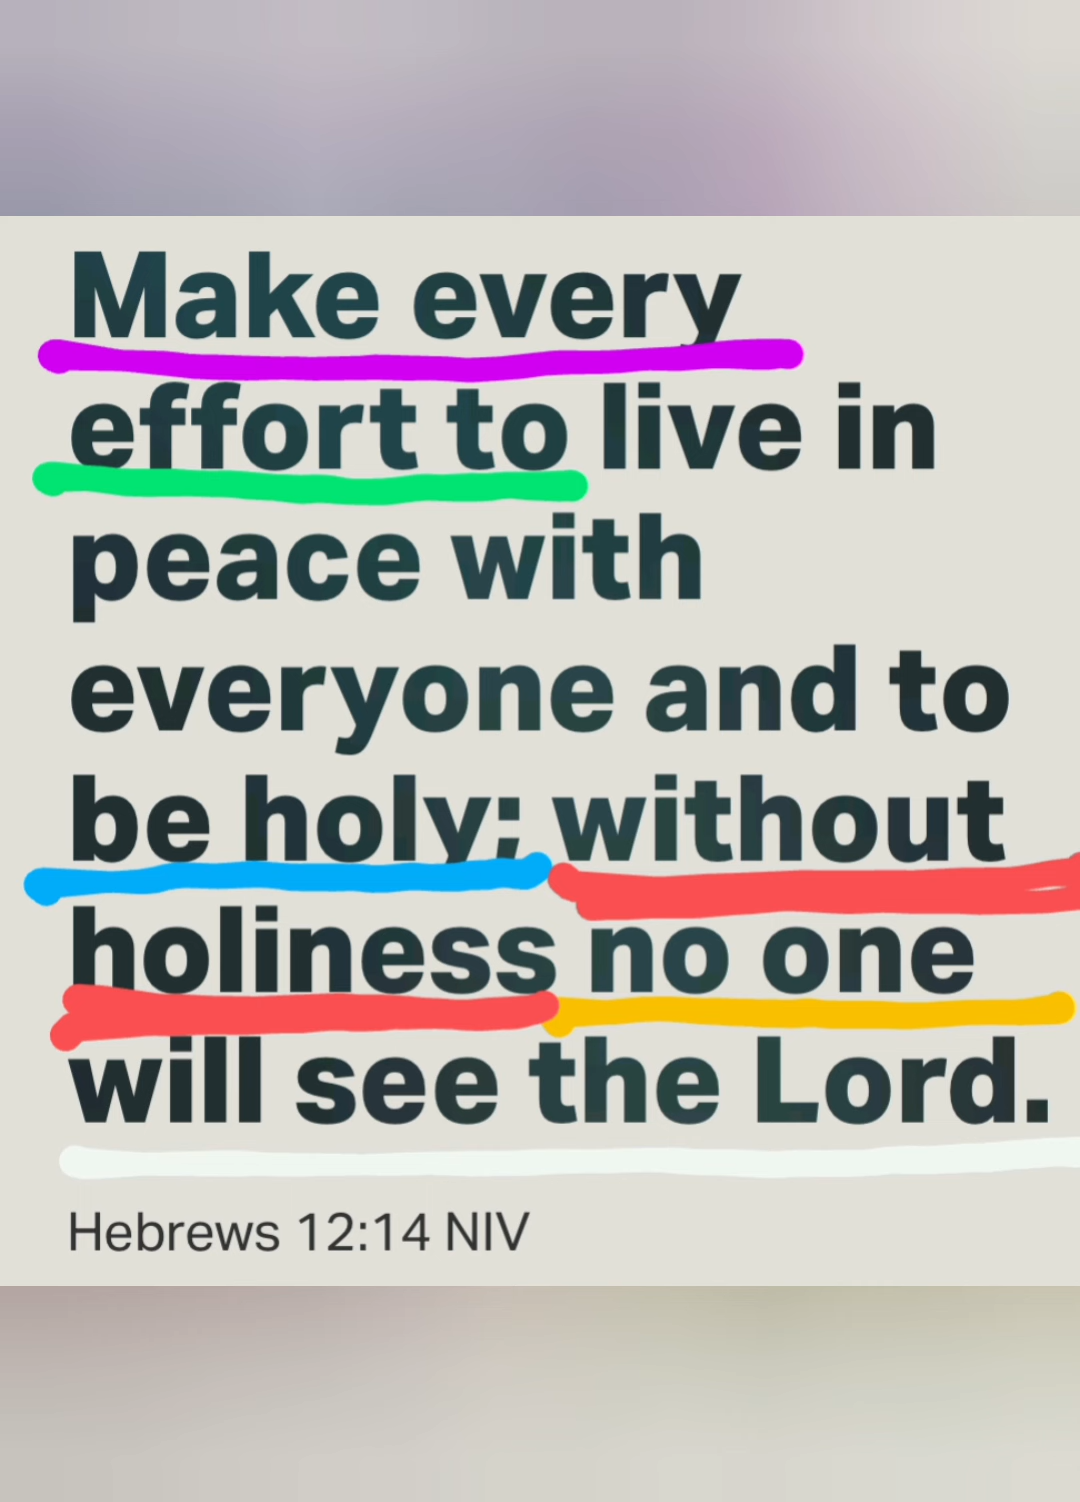 Make every
effort to live in
peace with
everyone and to
be holy; without
holiness no one
will see the Lord.
Hebrews 12:14 NIV